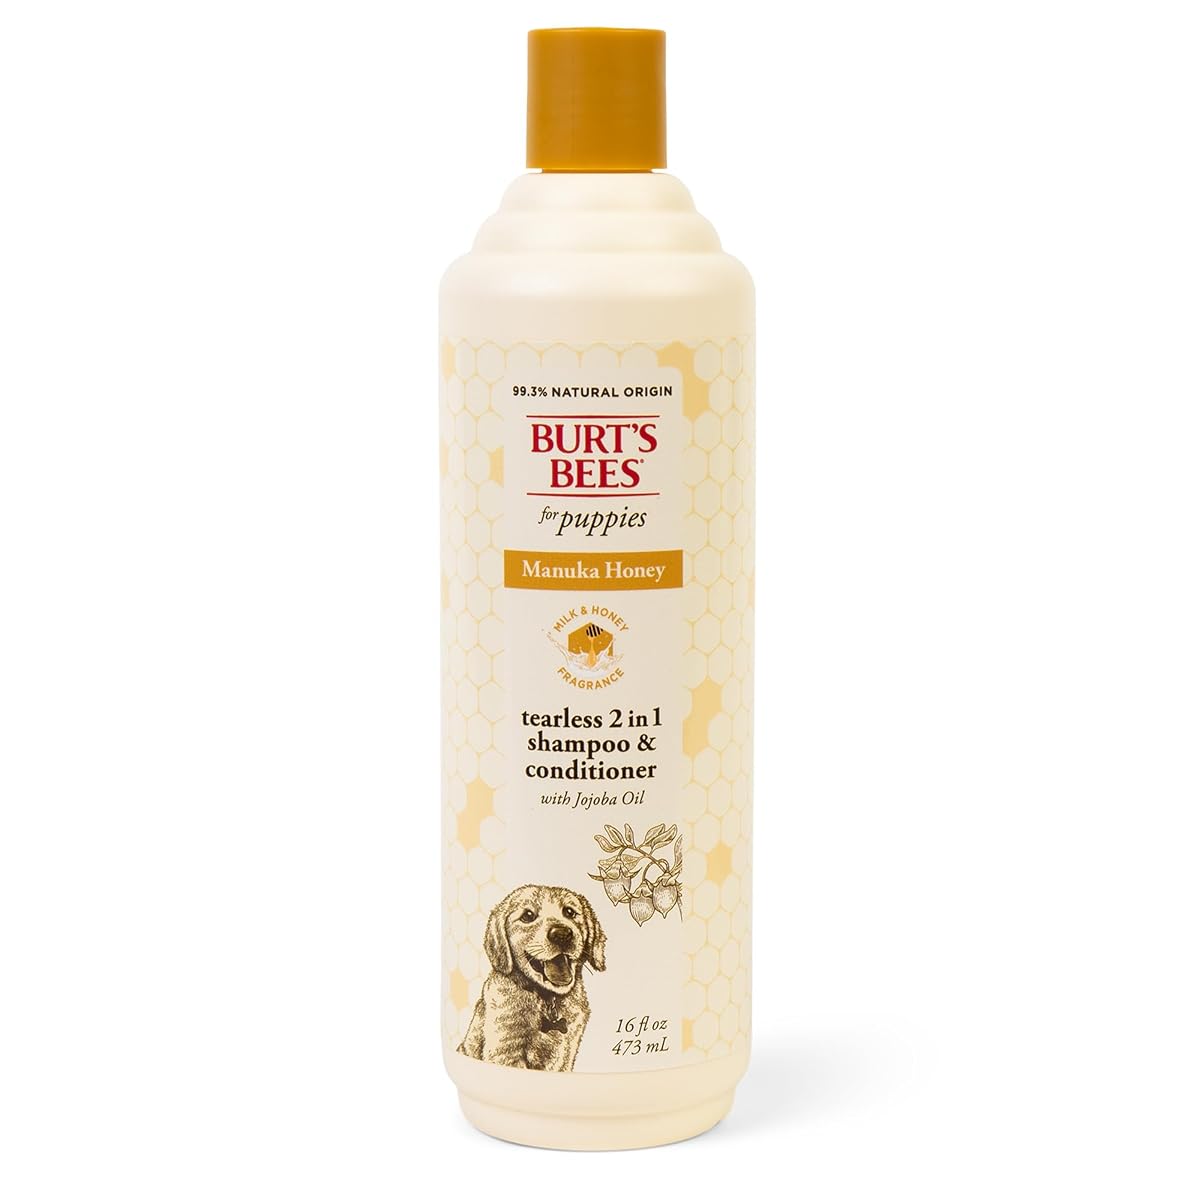 99.3% NATURAL ORIGIN
BURT'S
BEES®
for puppies
Manuka Honey
MILK & HONEY
FRAGRANCE
tearless 2 in 1
shampoo &
conditioner
with Jojoba Oil
16 fl oz
473 mL